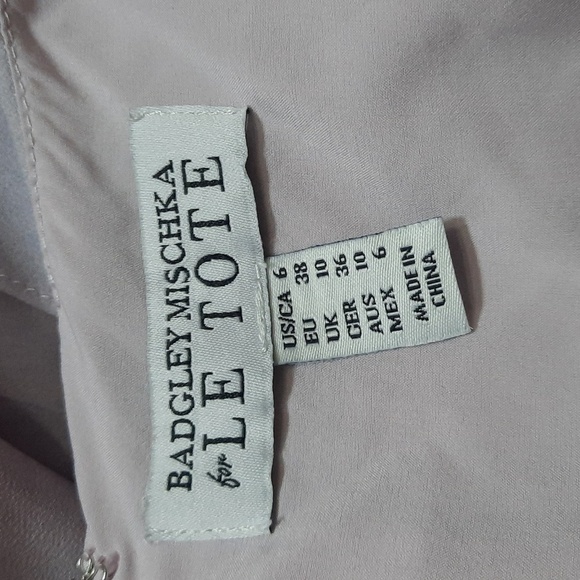 BADGLEY MISCHKA
for LE TOTE
US/CA 6
EU 38
UK 10
GER 36
AUS 10
MEX 6
MADE IN
CHINA